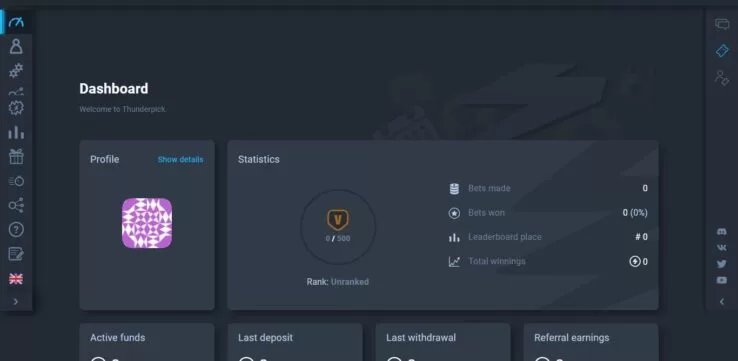 Dashboard
Welcome to Thunderpick.
Profile
Show details
Statistics
V
0 / 500
Rank: Unranked
Bets made
0
Bets won
0 (0%)
Leaderboard place
# 0
Total winnings
0
Active funds
Last deposit
Last withdrawal
Referral earnings